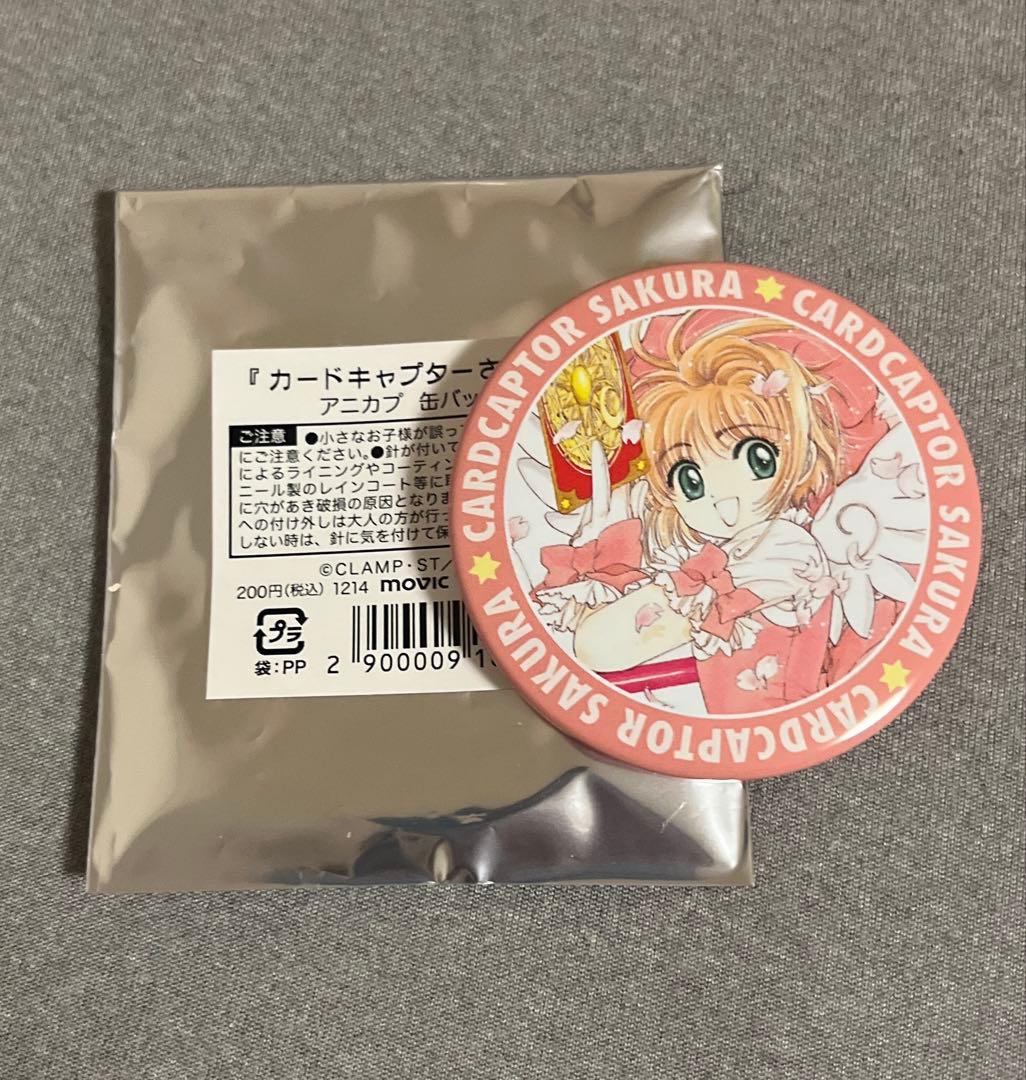 『カードキャプターさ
アニカプ 缶バッ
ご注意 ●小さなお子様が誤っ
にご注意ください。●針が付いて
によるライニングやコーティン
ニール製のレインコート等に
に穴があき破損の原因となりま
への付け外しは大人の方が行っ
しない時は、針に気を付けて保
©CLAMP・ST/
200円(税込) 1214 movic
プラ
袋:PP
2 900009 1
CARDCAPTOR SAKURA
CARDCAPTOR SAKURA
CARDCAPTOR SAKURA